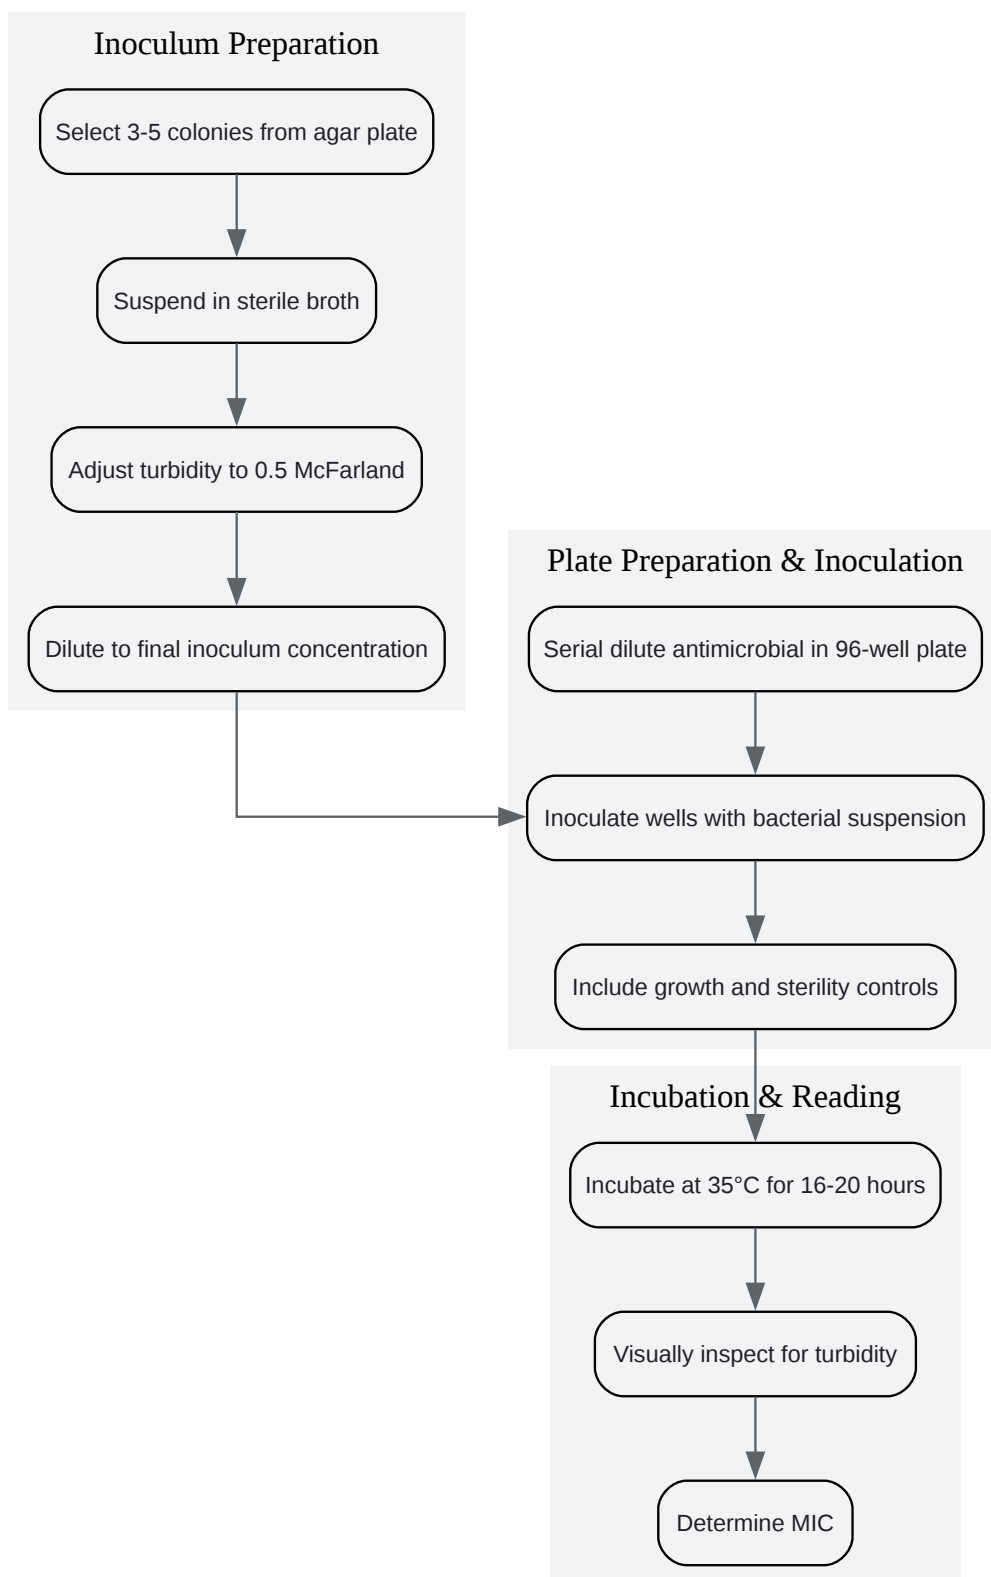 Inoculum Preparation
Select 3-5 colonies from agar plate
Suspend in sterile broth
Adjust turbidity to 0.5 McFarland
Dilute to final inoculum concentration
Plate Preparation & Inoculation
Serial dilute antimicrobial in 96-well plate
Inoculate wells with bacterial suspension
Include growth and sterility controls
Incubation & Reading
Incubate at 35°C for 16-20 hours
Visually inspect for turbidity
Determine MIC